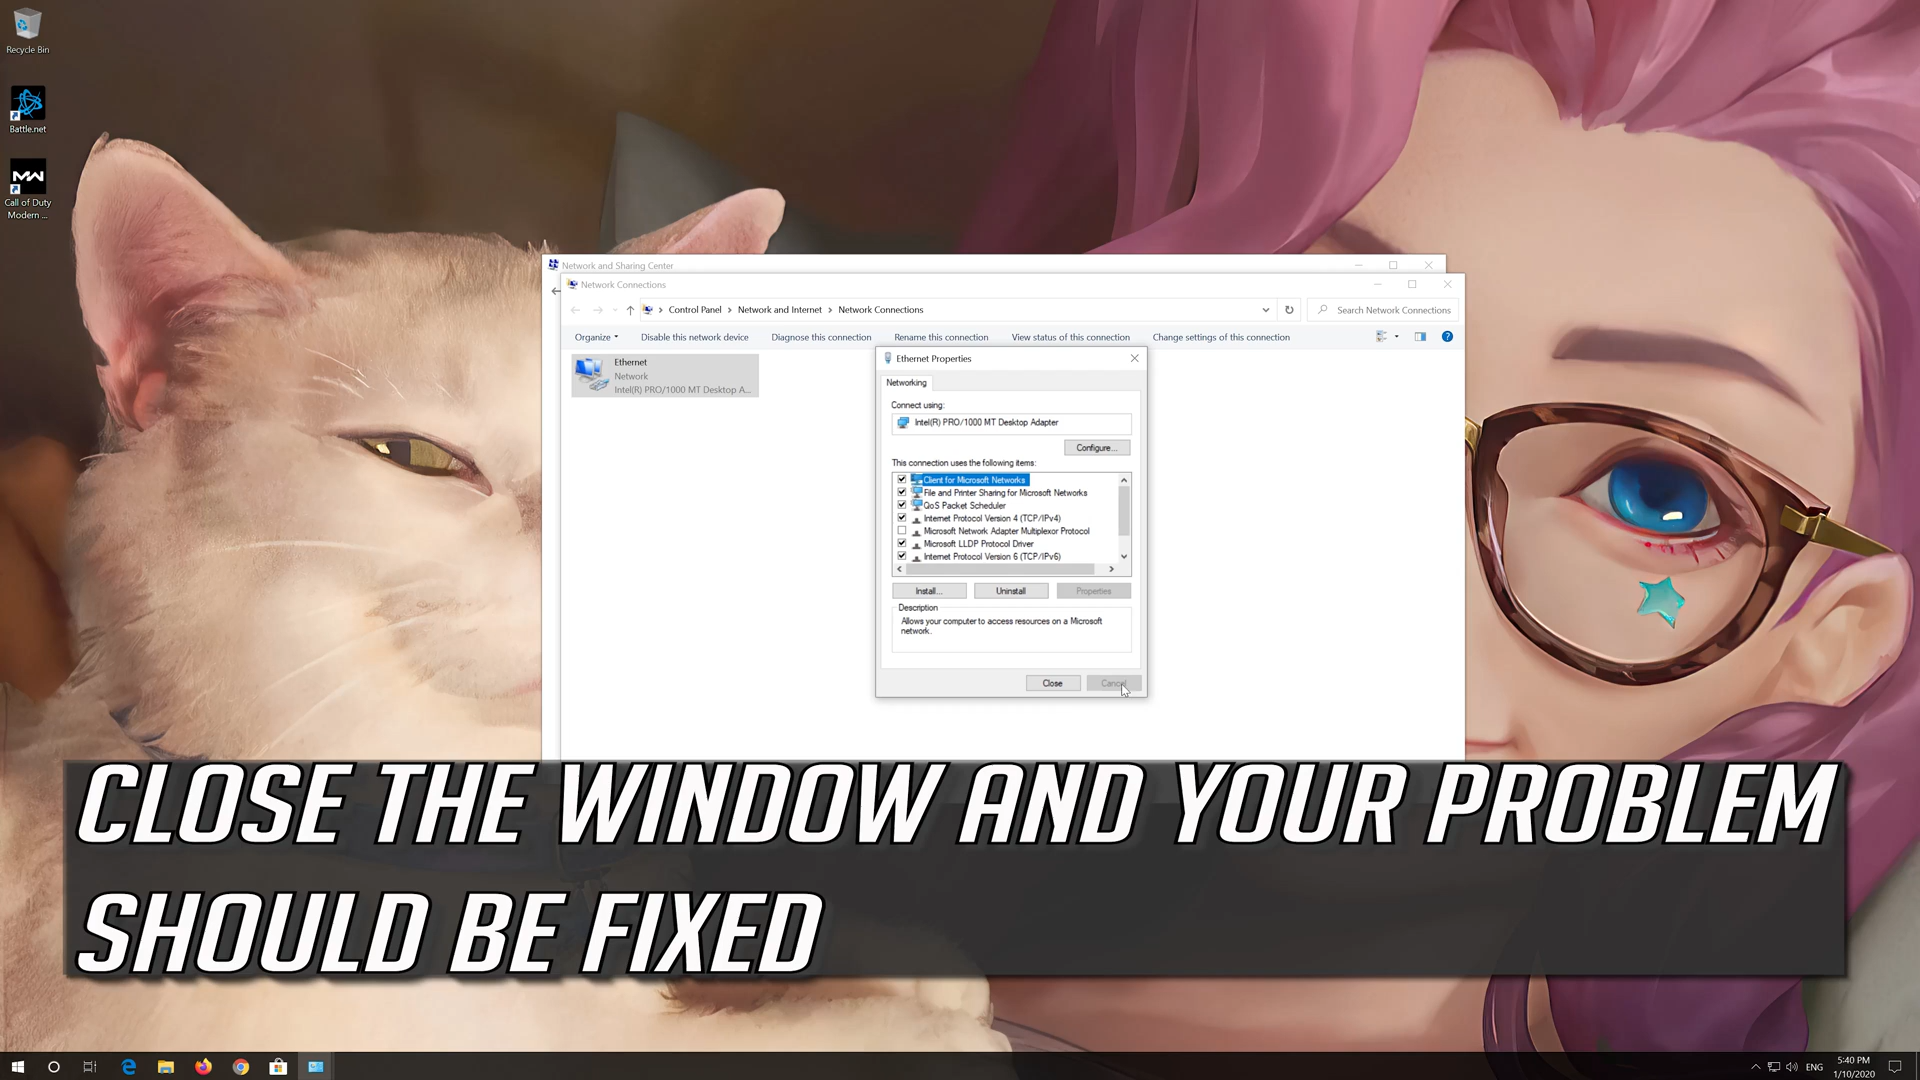 Recycle Bin
Battle.net
Call of Duty
Modern ...
Network and Sharing Center
Network Connections
Control Panel > Network and Internet > Network Connections
Search Network Connections
Organize
Disable this network device
Diagnose this connection
Rename this connection
View status of this connection
Change settings of this connection
Ethernet
Network
Intel(R) PRO/1000 MT Desktop A...
Ethernet Properties
Networking
Connect using:
Intel(R) PRO/1000 MT Desktop Adapter
Configure...
This connection uses the following items:
Client for Microsoft Networks
File and Printer Sharing for Microsoft Networks
QoS Packet Scheduler
Internet Protocol Version 4 (TCP/IPv4)
Microsoft Network Adapter Multiplexor Protocol
Microsoft LLDP Protocol Driver
Internet Protocol Version 6 (TCP/IPv6)
Install...
Uninstall
Properties
Description
Allows your computer to access resources on a Microsoft
network.
Close
Cancel
CLOSE THE WINDOW AND YOUR PROBLEM
SHOULD BE FIXED
ENG
5:40 PM
1/10/2020